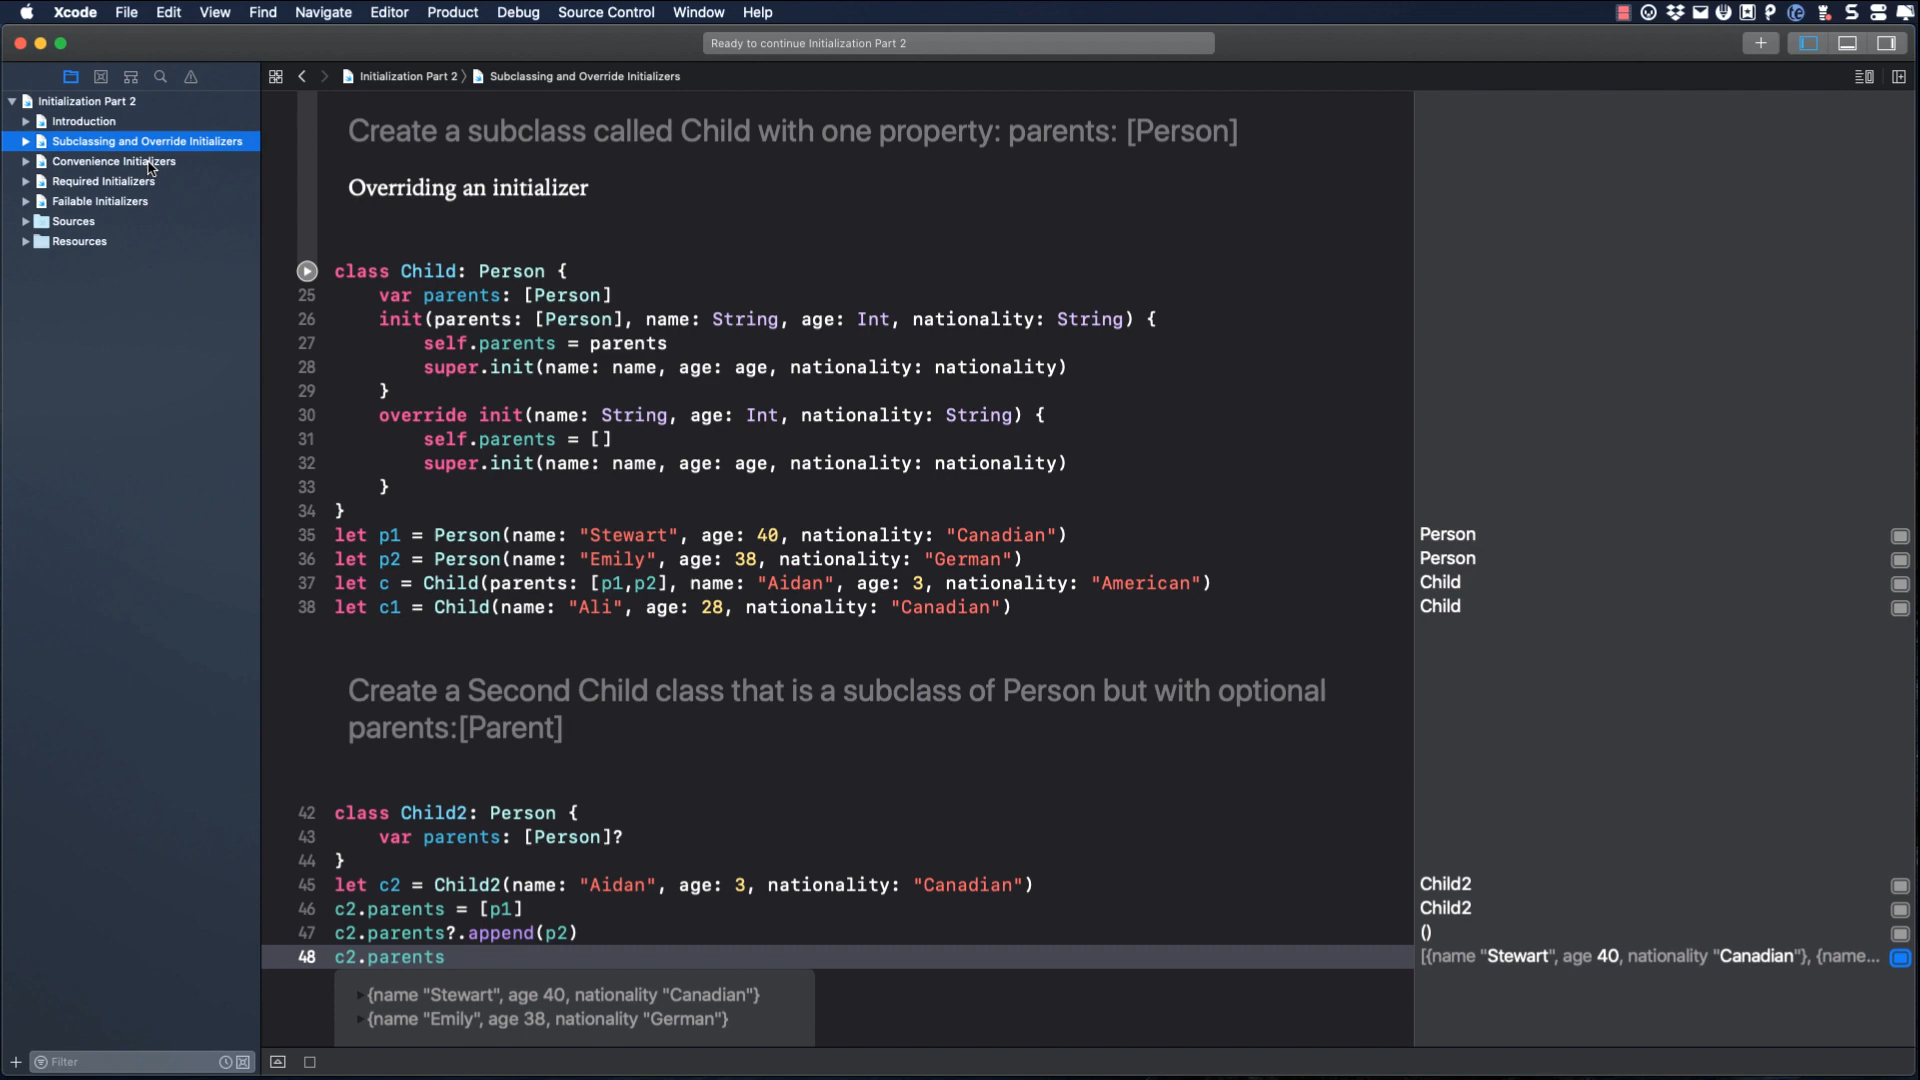 Xcode File Edit View Find Navigate Editor Product Debug Source Control Window Help
Ready to continue Initialization Part 2
Initialization Part 2 Subclassing and Override Initializers
Initialization Part 2
Introduction
Subclassing and Override Initializers
Convenience Initializers
Required Initializers
Failable Initializers
Sources
Resources
Create a subclass called Child with one property: parents: [Person]
Overriding an initializer
class Child: Person {
25 var parents: [Person]
26 init(parents: [Person], name: String, age: Int, nationality: String) {
27 self.parents = parents
28 super.init(name: name, age: age, nationality: nationality)
29 }
30 override init(name: String, age: Int, nationality: String) {
31 self.parents = []
32 super.init(name: name, age: age, nationality: nationality)
33 }
34 }
35 let p1 = Person(name: "Stewart", age: 40, nationality: "Canadian") Person
36 let p2 = Person(name: "Emily", age: 38, nationality: "German") Person
37 let c = Child(parents: [p1,p2], name: "Aidan", age: 3, nationality: "American") Child
38 let c1 = Child(name: "Ali", age: 28, nationality: "Canadian") Child
Create a Second Child class that is a subclass of Person but with optional
parents:[Parent]
42 class Child2: Person {
43 var parents: [Person]?
44 }
45 let c2 = Child2(name: "Aidan", age: 3, nationality: "Canadian") Child2
46 c2.parents = [p1] Child2
47 c2.parents?.append(p2) ()
48 c2.parents [{name "Stewart", age 40, nationality "Canadian"}, {name...
{name "Stewart", age 40, nationality "Canadian"}
{name "Emily", age 38, nationality "German"}
Filter